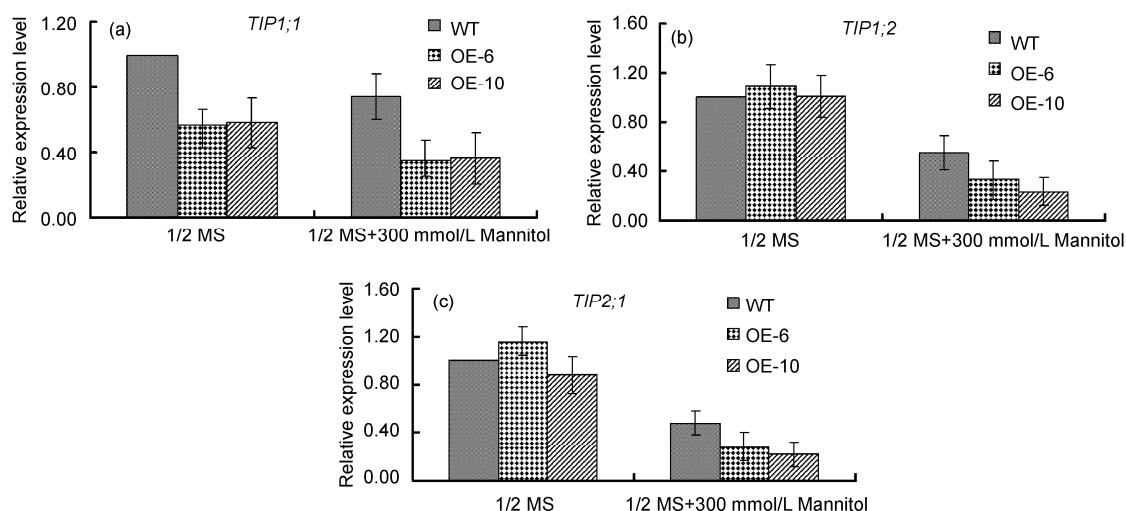 (a)
TIP1;1
Relative expression level
1.20
0.80
0.40
0.00
WT
OE-6
OE-10
1/2 MS
1/2 MS+300 mmol/L Mannitol
(b)
TIP1;2
Relative expression level
1.60
1.20
0.80
0.40
0.00
WT
OE-6
OE-10
1/2 MS
1/2 MS+300 mmol/L Mannitol
(c)
TIP2;1
Relative expression level
1.60
1.20
0.80
0.40
0.00
WT
OE-6
OE-10
1/2 MS
1/2 MS+300 mmol/L Mannitol